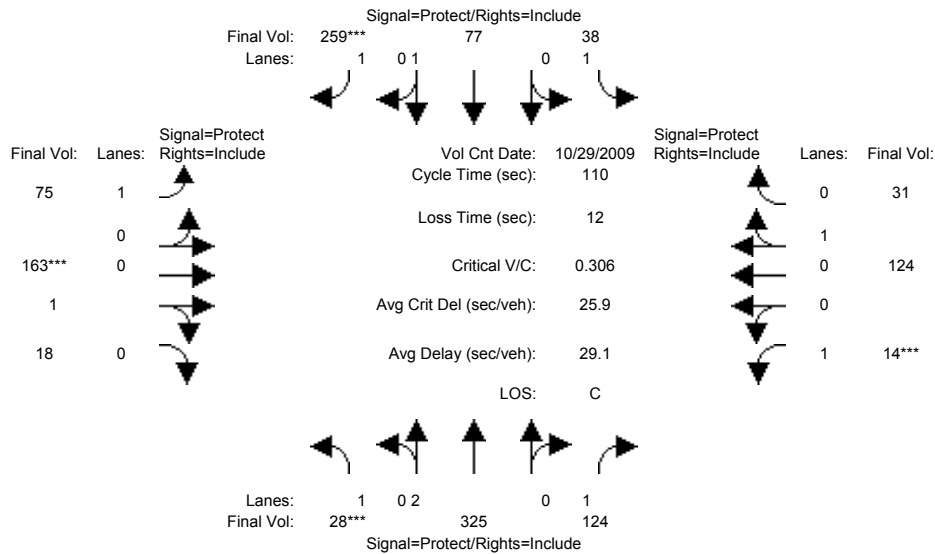 Signal=Protect/Rights=Include
Final Vol: 259*** 77 38
Lanes: 1 0 1 0 1
Signal=Protect
Final Vol: Lanes: Rights=Include
Vol Cnt Date: 10/29/2009
Signal=Protect
Rights=Include Lanes: Final Vol:
Cycle Time (sec): 110
75 1
0 31
Loss Time (sec): 12
0
1
163*** 0
Critical V/C: 0.306
0 124
1 0
Avg Crit Del (sec/veh): 25.9
0
18 0
Avg Delay (sec/veh): 29.1
1 14***
LOS: C
Lanes: 1 0 2 0 1
Final Vol: 28*** 325 124
Signal=Protect/Rights=Include